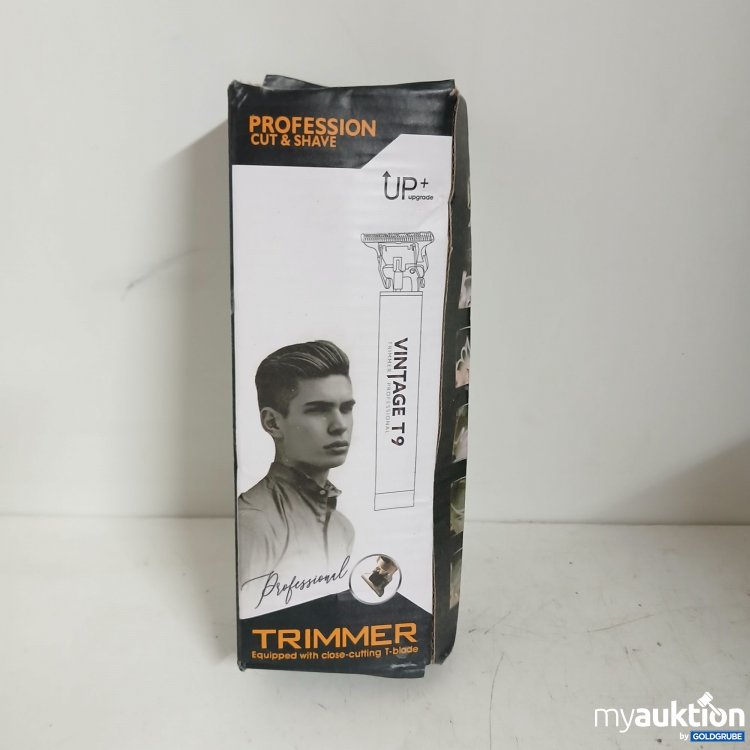 PROFESSION
CUT & SHAVE
UP+
upgrade
VINTAGE T9
TRIMMER PROFESSIONAL
Professional
TRIMMER
Equipped with close-cutting T-blade
myauktion
by GOLDGRUBE